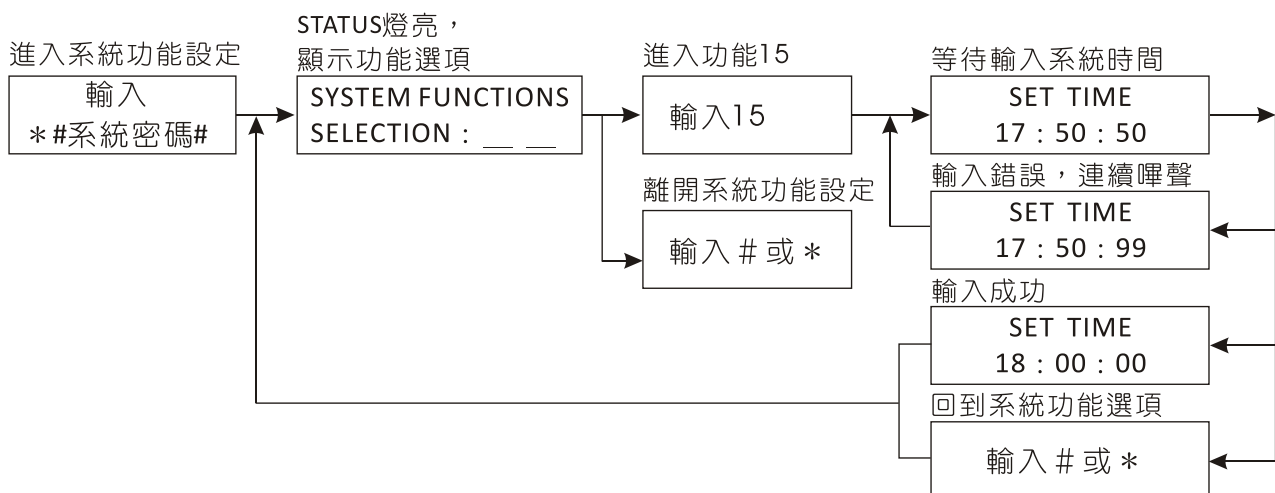 進入系統功能設定
輸入
＊#系統密碼#
STATUS燈亮，
顯示功能選項
SYSTEM FUNCTIONS
SELECTION：__ __
進入功能15
輸入15
離開系統功能設定
輸入＃或＊
等待輸入系統時間
SET TIME
17：50：50
輸入錯誤，連續嗶聲
SET TIME
17：50：99
輸入成功
SET TIME
18：00：00
回到系統功能選項
輸入＃或＊